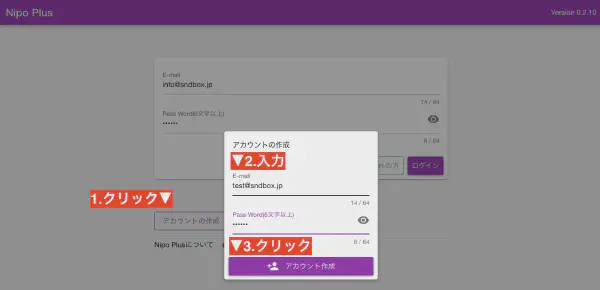 Nipo Plus
Version 0.2.10
E-mail
info@sndbox.jp
14 / 64
Pass Word(6文字以上)
••••••
6 / 64
の方
ログイン
1.クリック▼
アカウントの作成
Nipo Plusについて
アカウントの作成
▼2.入力
E-mail
test@sndbox.jp
14 / 64
Pass Word(6文字以上)
••••••
6 / 64
▼3.クリック
アカウント作成